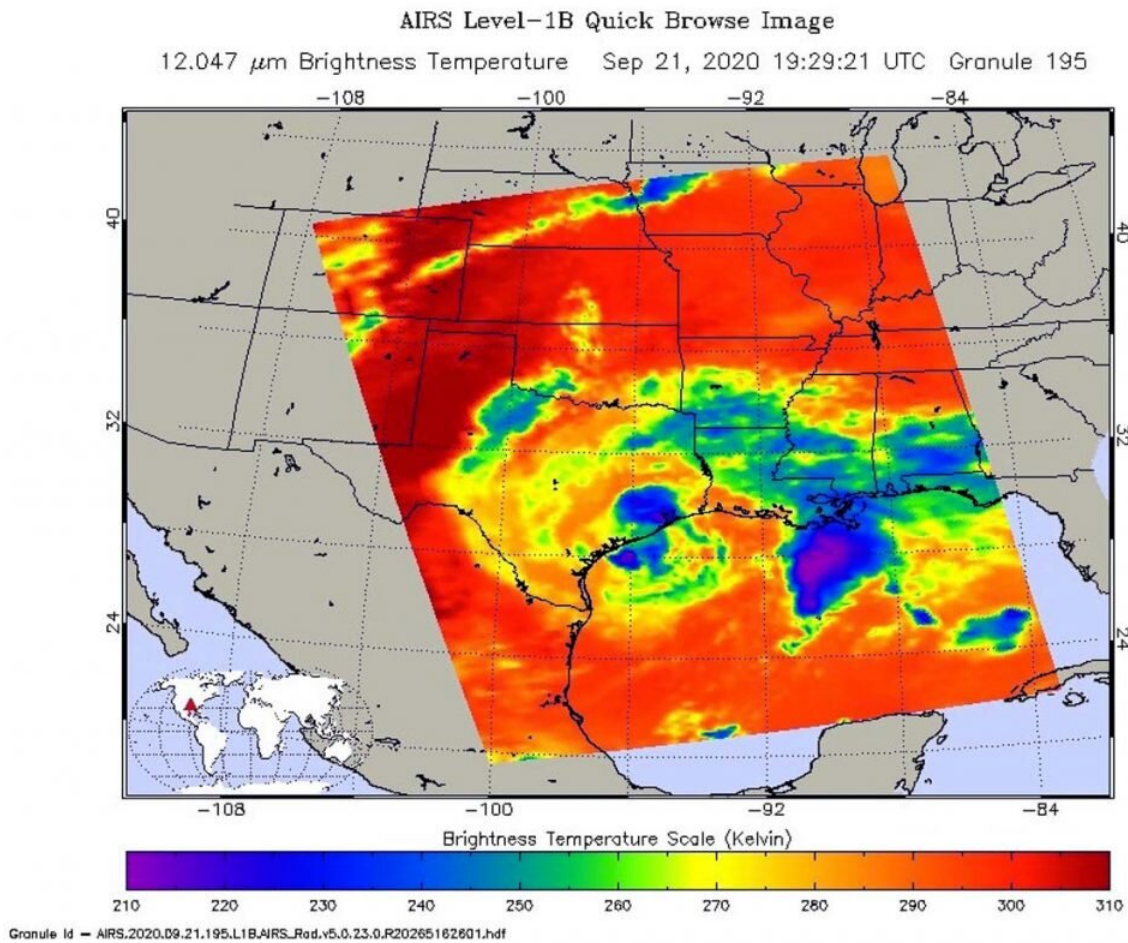 AIRS Level-1B Quick Browse Image
12.047 μm Brightness Temperature Sep 21, 2020 19:29:21 UTC Granule 195
-108 -100 -92 -84
40 40
32 32
24 24
-108 -100 -92 -84
Brightness Temperature Scale (Kelvin)
210 220 230 240 250 260 270 280 290 300 310
Granule Id - AIRS.2020.09.21.195.L1B.AIRS_Rad.v5.0.23.0.R20265162601.hdf